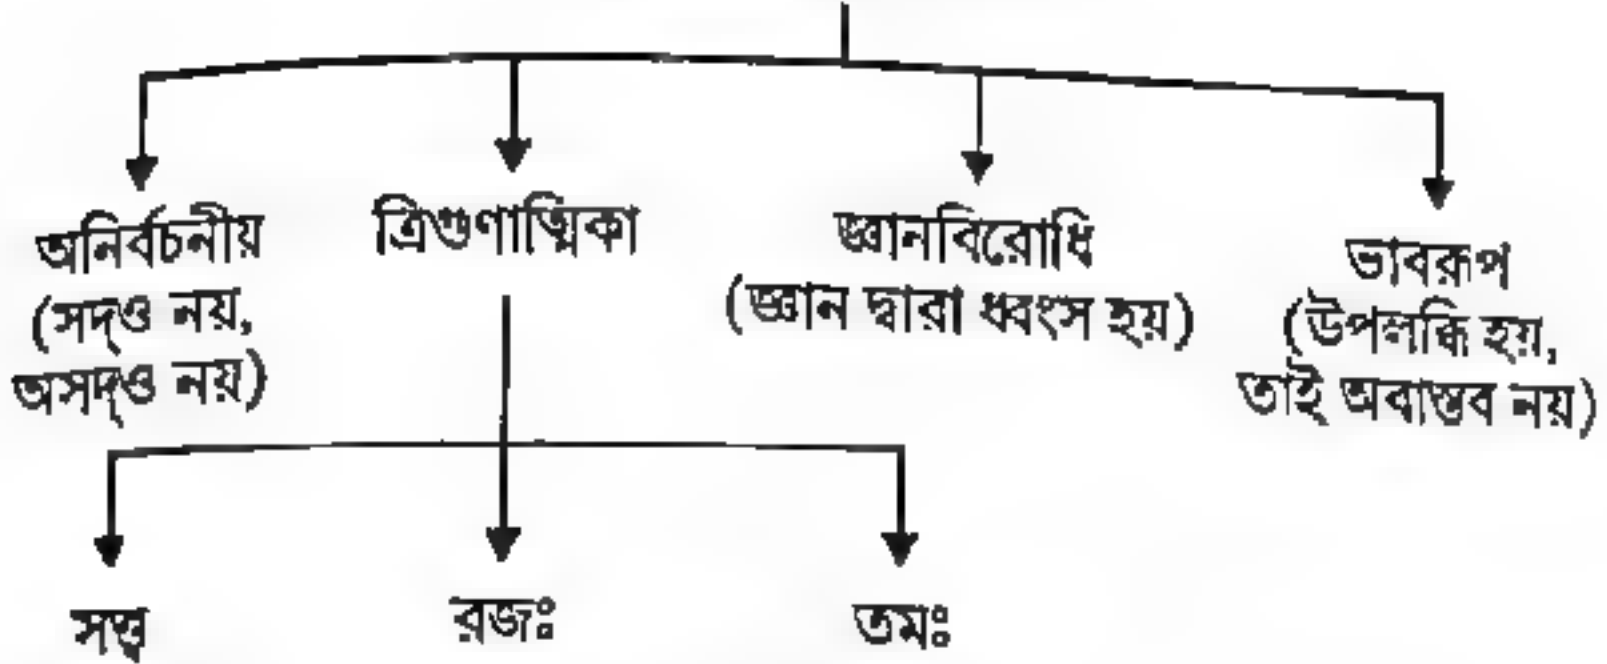 অনির্বচনীয়
(সদ্‌ও নয়,
অসদ্‌ও নয়)
ত্রিগুণাত্মিকা
জ্ঞানবিরোধি
(জ্ঞান দ্বারা ধ্বংস হয়)
ভাবরূপ
(উপলব্ধি হয়,
তাই অবাস্তব নয়)
সত্ত্ব
রজঃ
তমঃ